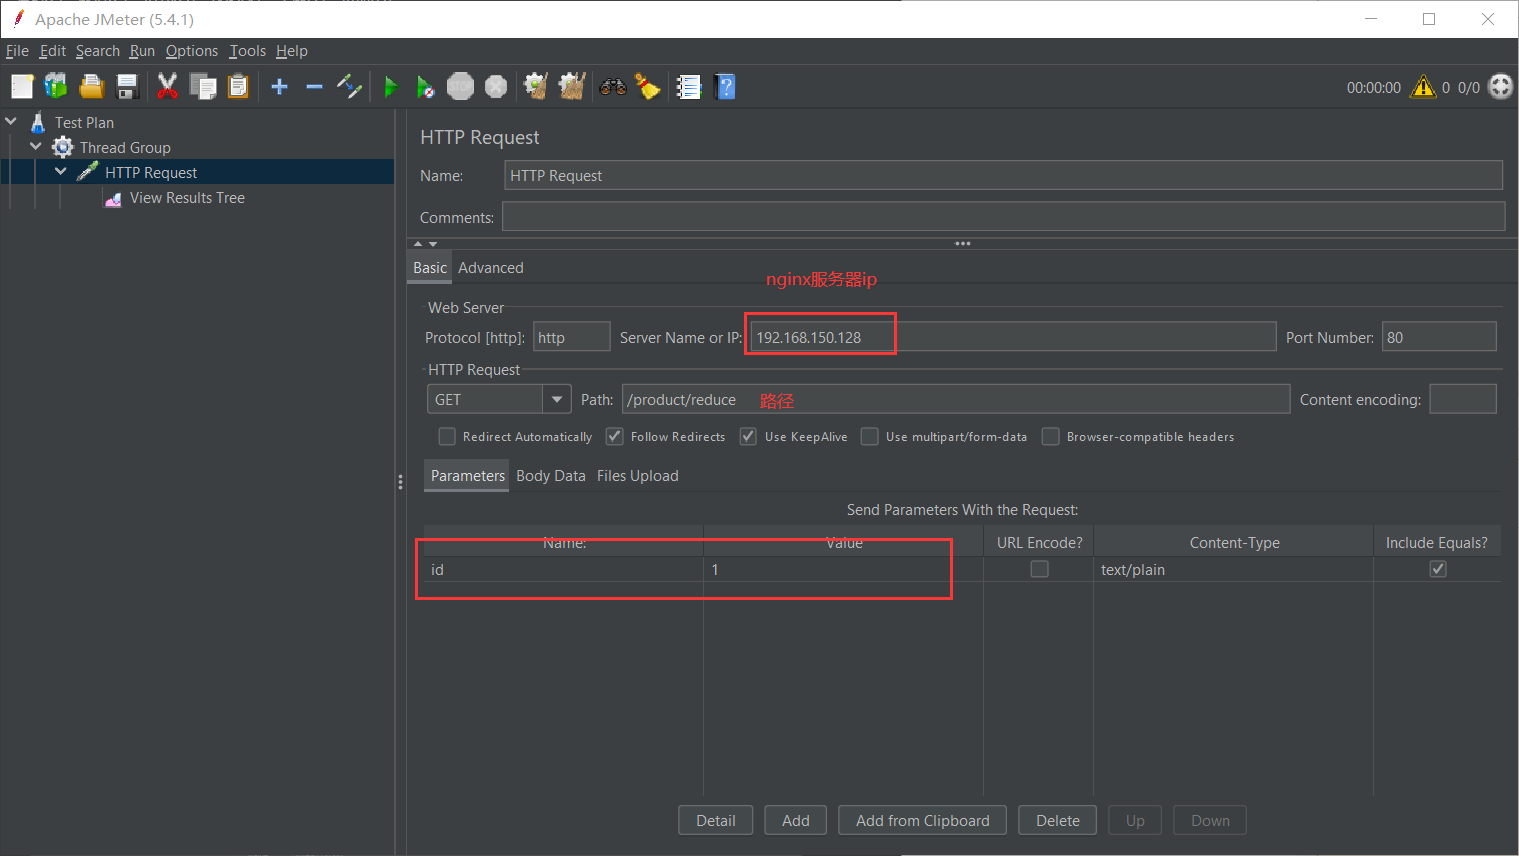 Apache JMeter (5.4.1)
File Edit Search Run Options Tools Help
STOP
00:00:00 0 0/0
Test Plan
Thread Group
HTTP Request
View Results Tree
HTTP Request
Name: HTTP Request
Comments:
Basic Advanced
nginx服务器ip
Web Server
Protocol [http]: http Server Name or IP: 192.168.150.128 Port Number: 80
HTTP Request
GET Path: /product/reduce 路径 Content encoding:
Redirect Automatically Follow Redirects Use KeepAlive Use multipart/form-data Browser-compatible headers
Parameters Body Data Files Upload
Send Parameters With the Request:
Name: Value URL Encode? Content-Type Include Equals?
id 1 text/plain
Detail Add Add from Clipboard Delete Up Down